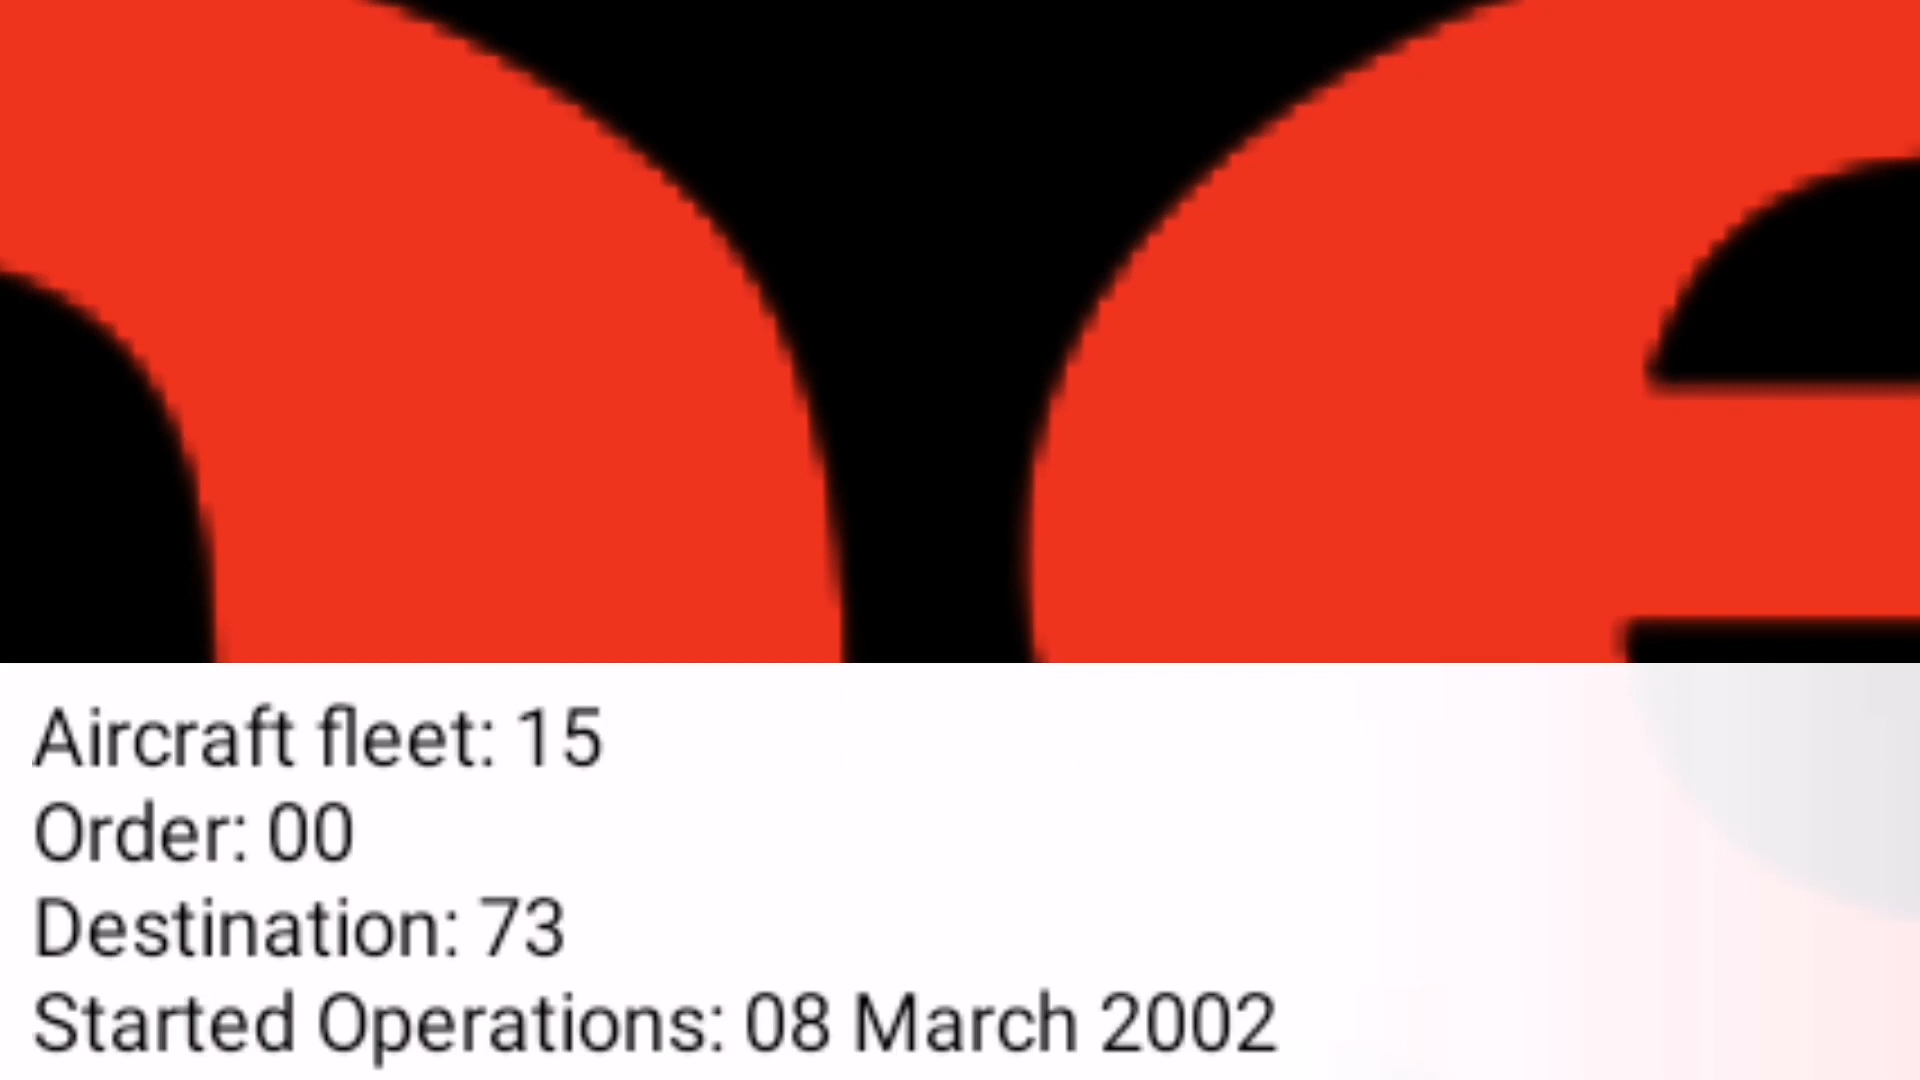 Aircraft fleet: 15
Order: 00
Destination: 73
Started Operations: 08 March 2002